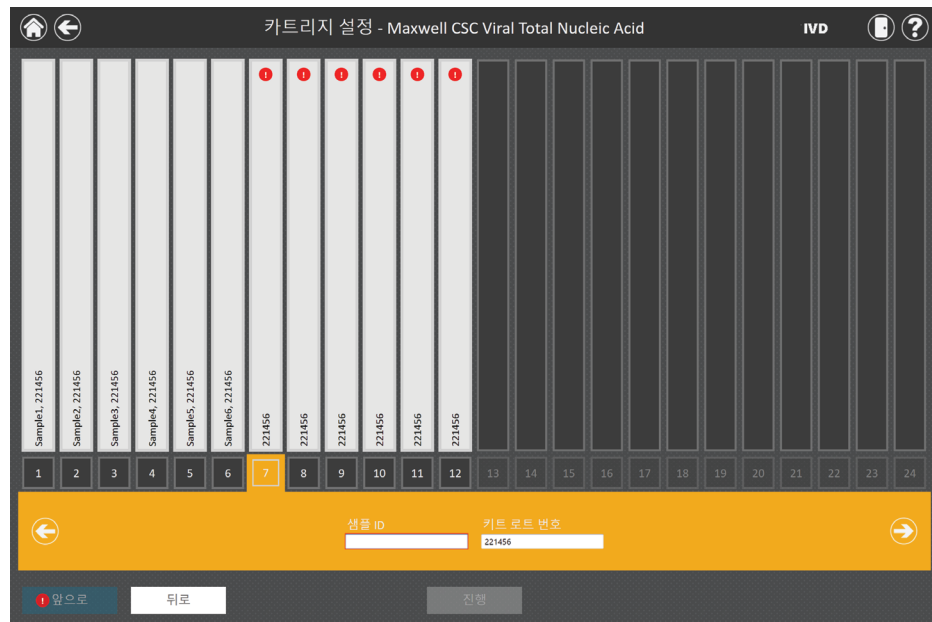 카트리지 설정 - Maxwell CSC Viral Total Nucleic Acid
IVD
?
! ! ! ! ! !
Sample1, 221456
Sample2, 221456
Sample3, 221456
Sample4, 221456
Sample5, 221456
Sample6, 221456
221456
221456
221456
221456
221456
221456
1 2 3 4 5 6 7 8 9 10 11 12 13 14 15 16 17 18 19 20 21 22 23 24
샘플 ID 키트 로트 번호
221456
! 앞으로 뒤로 진행